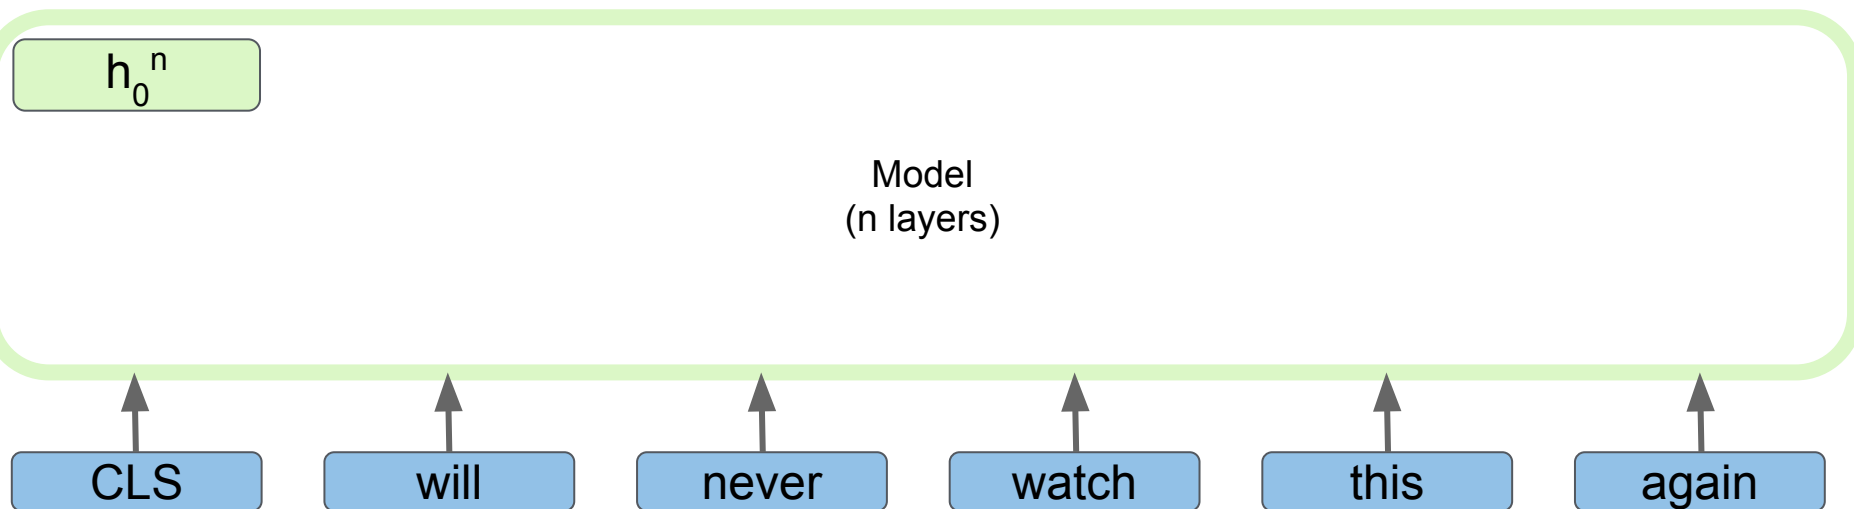 h₀ⁿ
Model
(n layers)
CLS will never watch this again